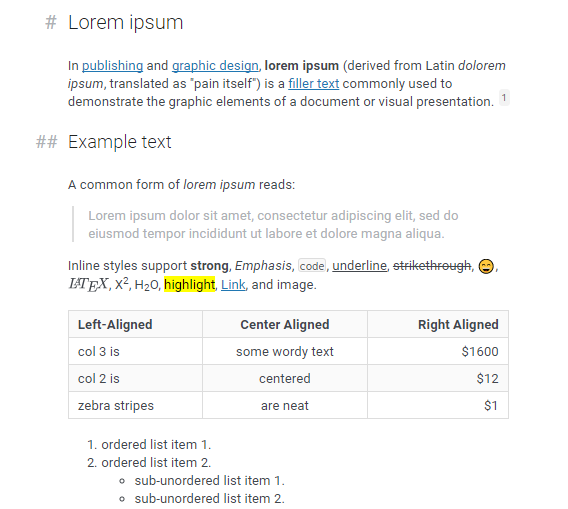 # Lorem ipsum
In publishing and graphic design, lorem ipsum (derived from Latin dolorem
ipsum, translated as "pain itself") is a filler text commonly used to
demonstrate the graphic elements of a document or visual presentation. 1
## Example text
A common form of lorem ipsum reads:
Lorem ipsum dolor sit amet, consectetur adipiscing elit, sed do
eiusmod tempor incididunt ut labore et dolore magna aliqua.
Inline styles support strong, Emphasis, code, underline, strikethrough, 😄,
LATEX, X², H₂O, highlight, Link, and image.
Left-Aligned Center Aligned Right Aligned
col 3 is some wordy text $1600
col 2 is centered $12
zebra stripes are neat $1
1. ordered list item 1.
2. ordered list item 2.
∘ sub-unordered list item 1.
∘ sub-unordered list item 2.